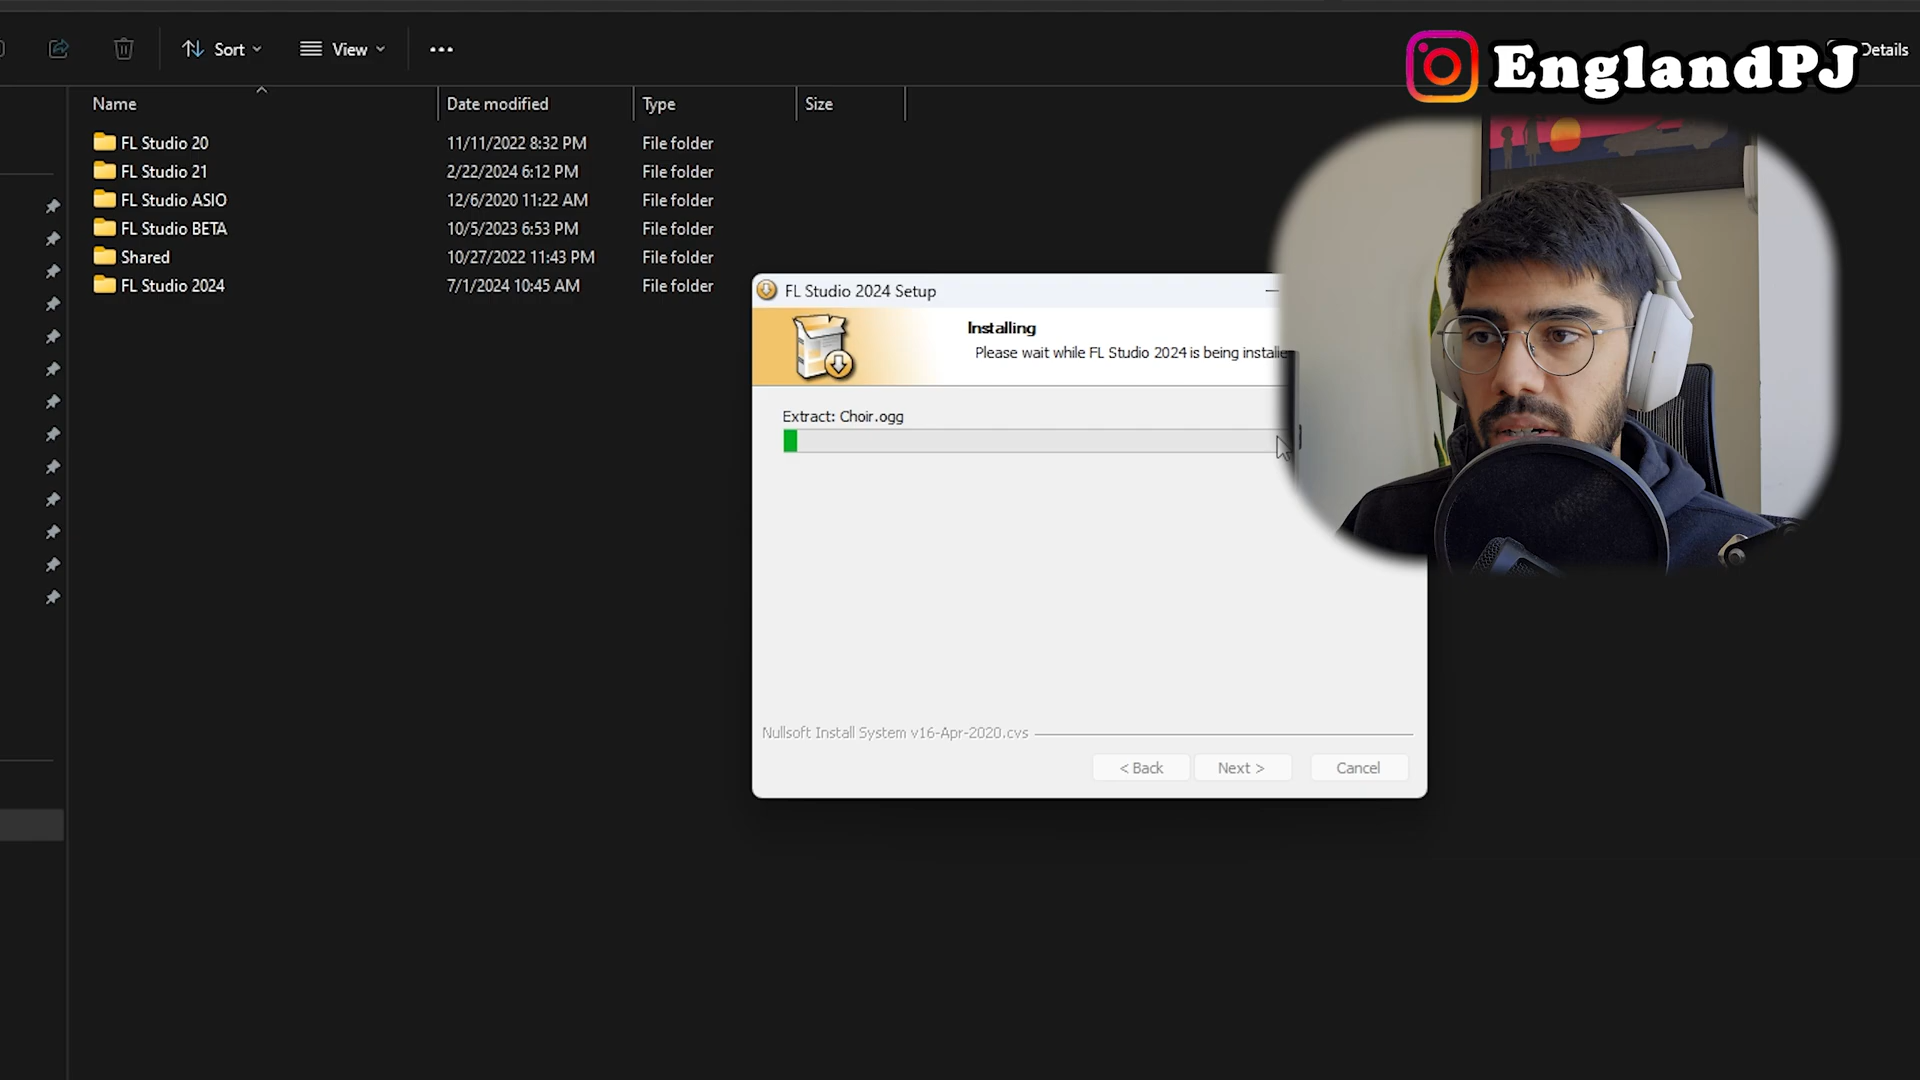 Sort
View
Details
EnglandPJ
Name
Date modified
Type
Size
FL Studio 20
11/11/2022 8:32 PM
File folder
FL Studio 21
2/22/2024 6:12 PM
File folder
FL Studio ASIO
12/6/2020 11:22 AM
File folder
FL Studio BETA
10/5/2023 6:53 PM
File folder
Shared
10/27/2022 11:43 PM
File folder
FL Studio 2024
7/1/2024 10:45 AM
File folder
FL Studio 2024 Setup
Installing
Please wait while FL Studio 2024 is being installe
Extract: Choir.ogg
Nullsoft Install System v16-Apr-2020.cvs
< Back
Next >
Cancel